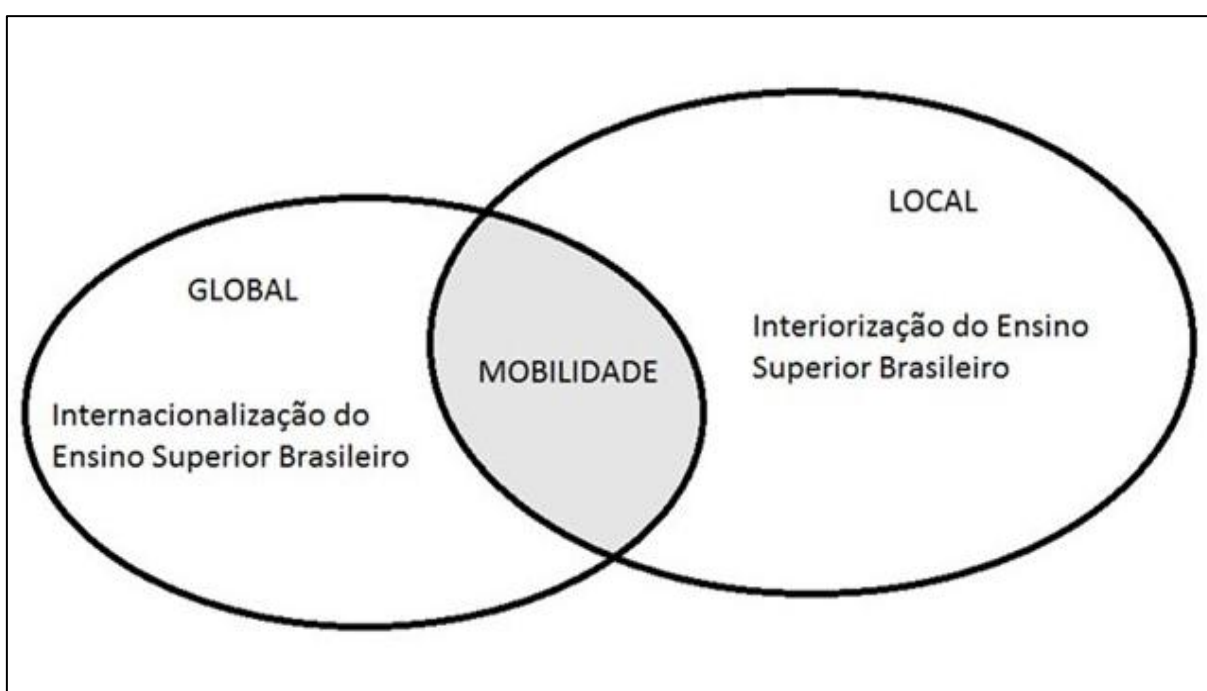 GLOBAL
Internacionalização do
Ensino Superior Brasileiro
MOBILIDADE
LOCAL
Interiorização do Ensino
Superior Brasileiro